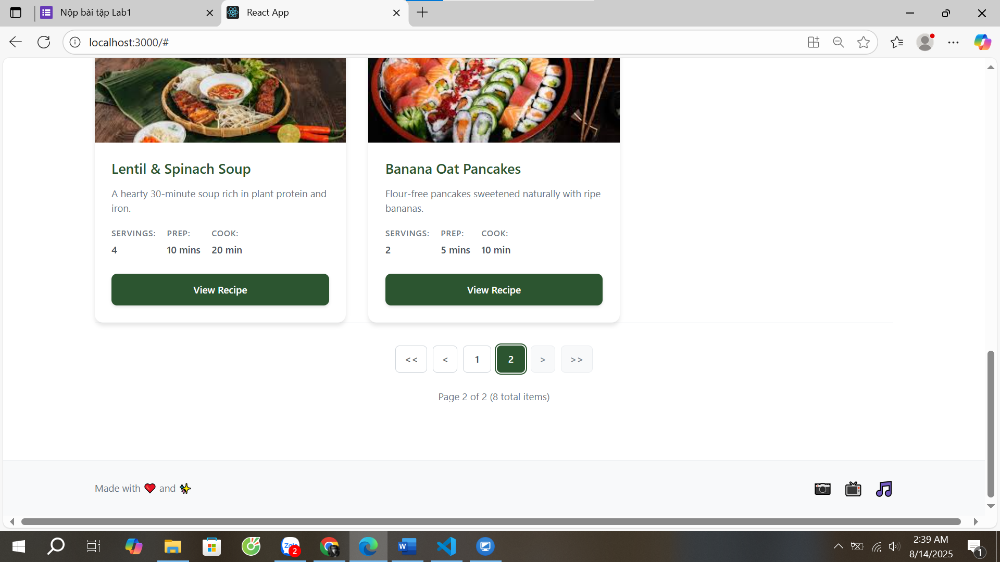 Nộp bài tập Lab1
React App
localhost:3000/#
Lentil & Spinach Soup
A hearty 30-minute soup rich in plant protein and
iron.
SERVINGS: PREP: COOK:
4 10 mins 20 min
View Recipe
Banana Oat Pancakes
Flour-free pancakes sweetened naturally with ripe
bananas.
SERVINGS: PREP: COOK:
2 5 mins 10 min
View Recipe
<< < 1 2 > >>
Page 2 of 2 (8 total items)
Made with ❤️ and ✨
Zalo 2
W
2:39 AM
8/14/2025
1